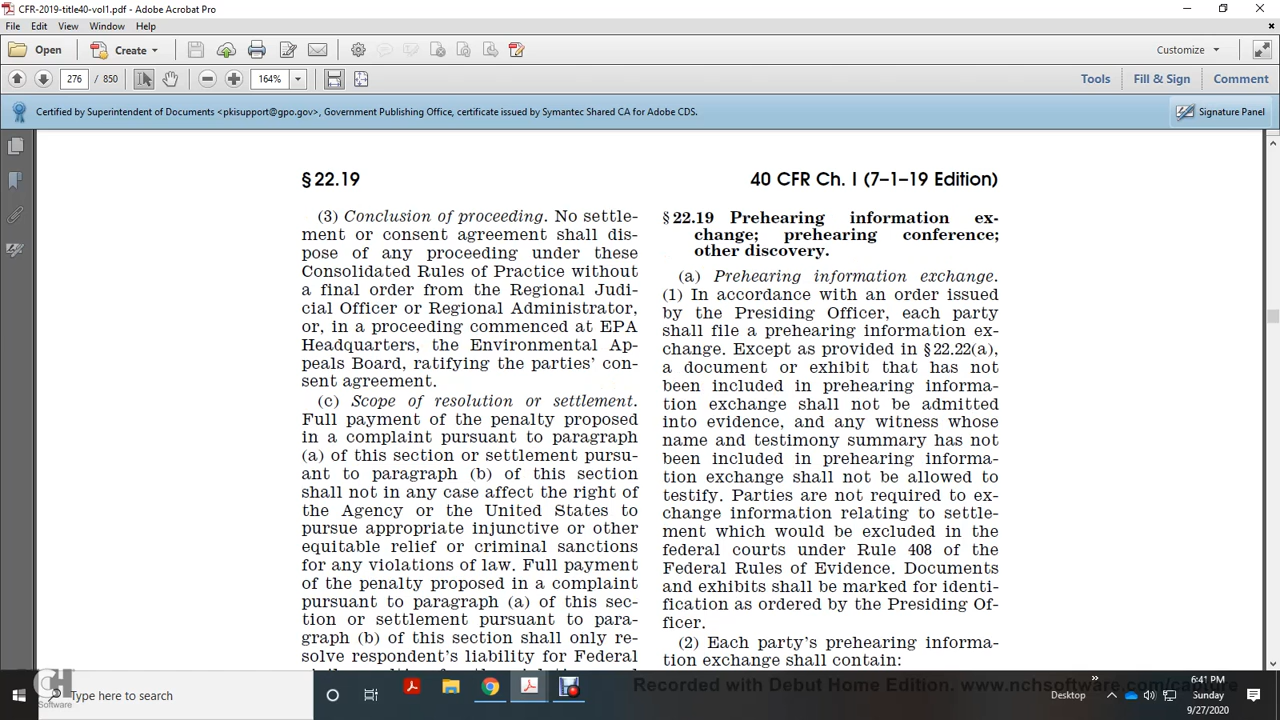 CFR-2019-title40-vol1.pdf - Adobe Acrobat Pro
File Edit View Window Help
Open Create Customize
276 / 850 164% Tools Fill & Sign Comment
Certified by Superintendent of Documents <pkisupport@gpo.gov>, Government Publishing Office, certificate issued by Symantec Shared CA for Adobe CDS.
Signature Panel
§ 22.19
40 CFR Ch. I (7–1–19 Edition)
(3) Conclusion of proceeding. No settle-
ment or consent agreement shall dis-
pose of any proceeding under these
Consolidated Rules of Practice without
a final order from the Regional Judi-
cial Officer or Regional Administrator,
or, in a proceeding commenced at EPA
Headquarters, the Environmental Ap-
peals Board, ratifying the parties' con-
sent agreement.
(c) Scope of resolution or settlement.
Full payment of the penalty proposed
in a complaint pursuant to paragraph
(a) of this section or settlement pursu-
ant to paragraph (b) of this section
shall not in any case affect the right of
the Agency or the United States to
pursue appropriate injunctive or other
equitable relief or criminal sanctions
for any violations of law. Full payment
of the penalty proposed in a complaint
pursuant to paragraph (a) of this sec-
tion or settlement pursuant to para-
graph (b) of this section shall only re-
solve respondent's liability for Federal
§ 22.19 Prehearing information ex-
change; prehearing conference;
other discovery.
(a) Prehearing information exchange.
(1) In accordance with an order issued
by the Presiding Officer, each party
shall file a prehearing information ex-
change. Except as provided in § 22.22(a),
a document or exhibit that has not
been included in prehearing informa-
tion exchange shall not be admitted
into evidence, and any witness whose
name and testimony summary has not
been included in prehearing informa-
tion exchange shall not be allowed to
testify. Parties are not required to ex-
change information relating to settle-
ment which would be excluded in the
federal courts under Rule 408 of the
Federal Rules of Evidence. Documents
and exhibits shall be marked for identi-
fication as ordered by the Presiding Of-
ficer.
(2) Each party's prehearing informa-
tion exchange shall contain:
Recorded with Debut Home Edition. www.nchsoftware.com/capture
NCH
Software
Type here to search
Desktop
6:41 PM
Sunday
9/27/2020